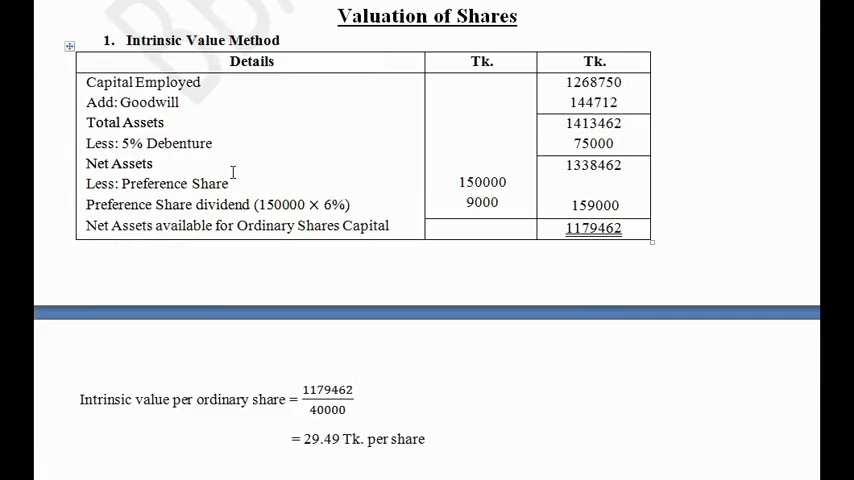 Valuation of Shares
1. Intrinsic Value Method
Details Tk. Tk.
Capital Employed 1268750
Add: Goodwill 144712
Total Assets 1413462
Less: 5% Debenture 75000
Net Assets 1338462
Less: Preference Share 150000
Preference Share dividend (150000 × 6%) 9000 159000
Net Assets available for Ordinary Shares Capital 1179462
Intrinsic value per ordinary share = 1179462
40000
= 29.49 Tk. per share